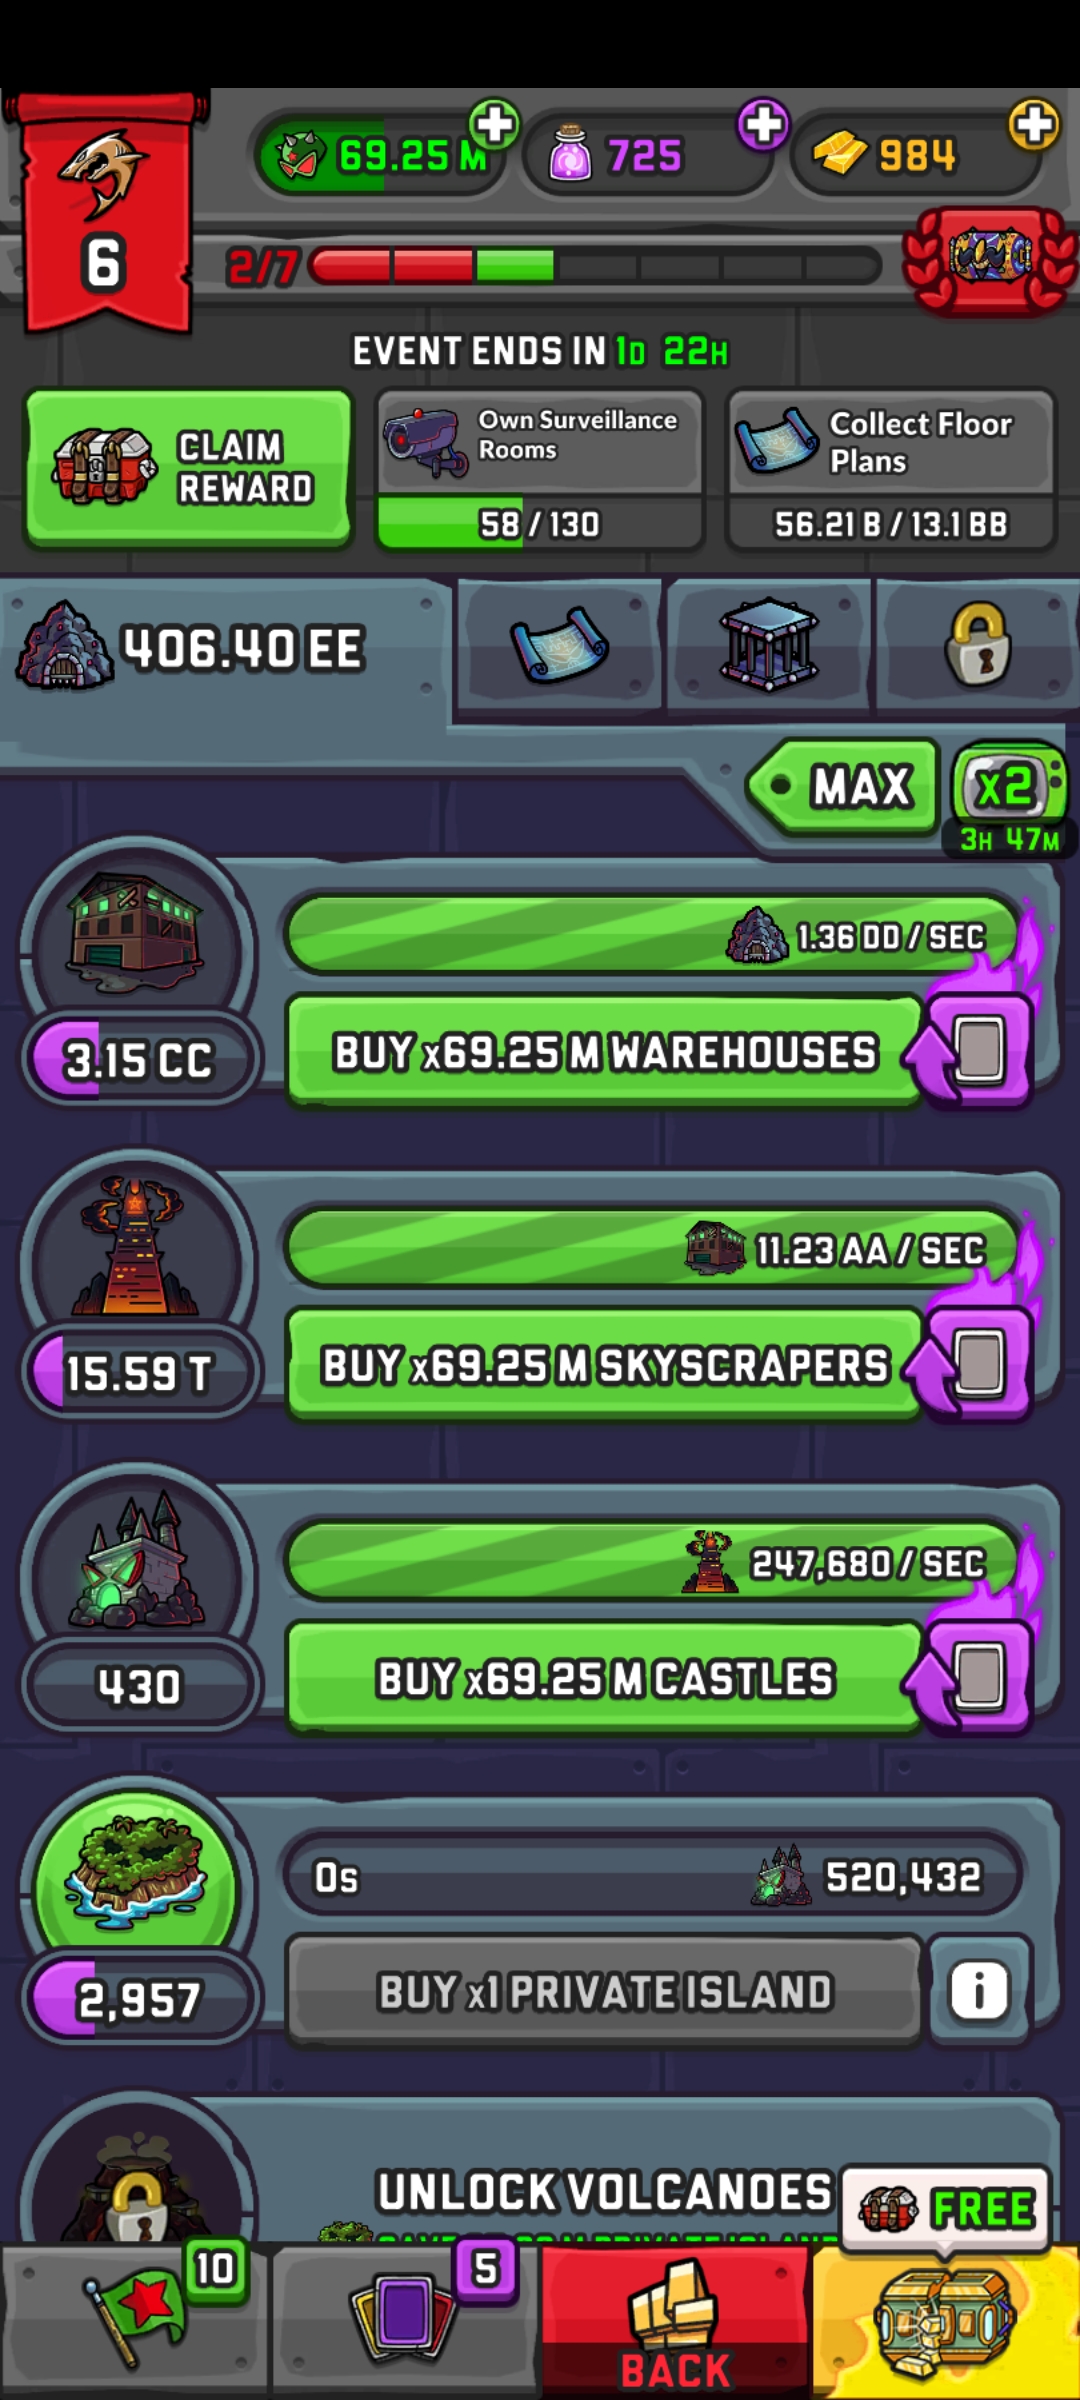 69.25 M
725
984
6
2/7
EVENT ENDS IN 1D 22H
CLAIM
REWARD
Own Surveillance
Rooms
58 / 130
Collect Floor
Plans
56.21 B / 13.1 BB
406.40 EE
MAX
x2
3H 47M
1.36 DD / SEC
3.15 CC
BUY x69.25 M WAREHOUSES
11.23 AA / SEC
15.59 T
BUY x69.25 M SKYSCRAPERS
247,680 / SEC
430
BUY x69.25 M CASTLES
0s
520,432
2,957
BUY x1 PRIVATE ISLAND
i
UNLOCK VOLCANOES
FREE
10
5
BACK